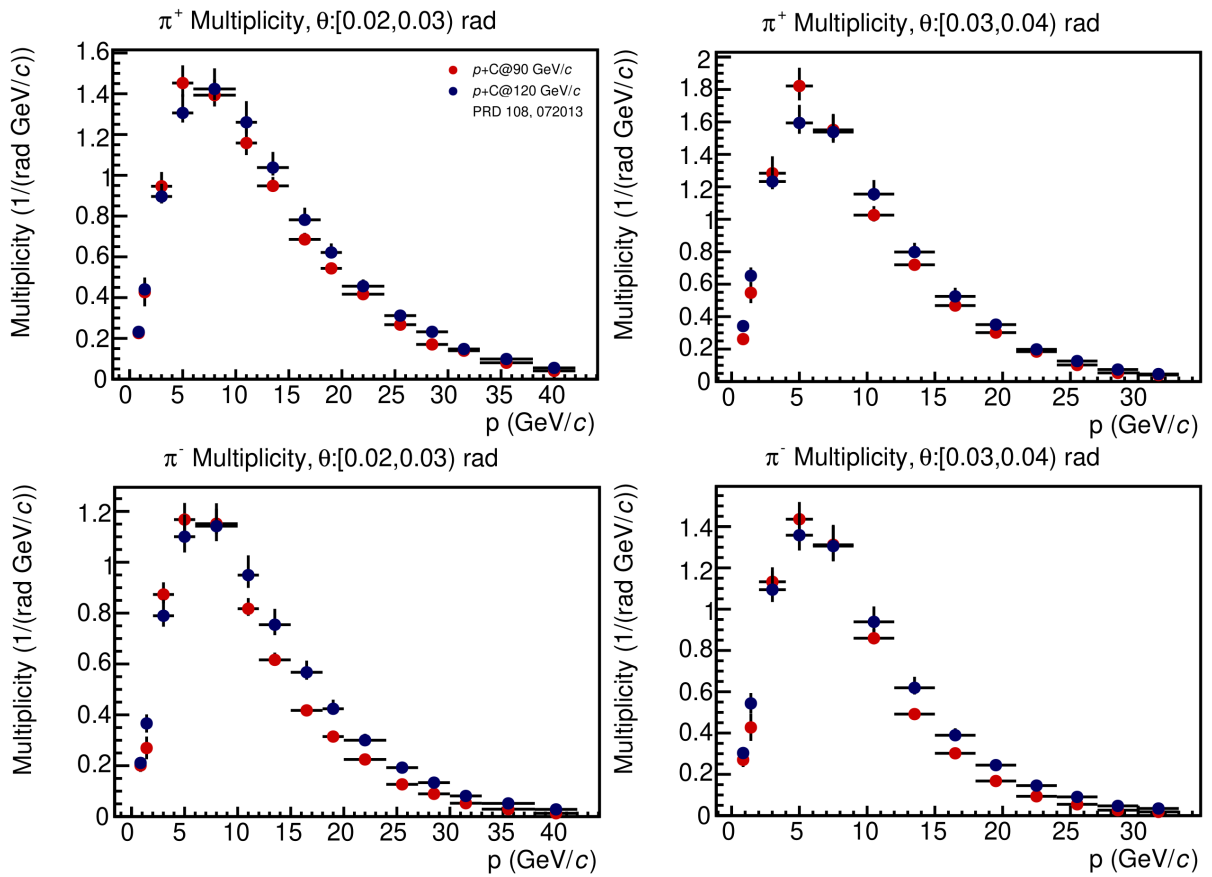 π⁺ Multiplicity, θ:[0.02,0.03) rad
Multiplicity (1/(rad GeV/c))
1.6
1.4
1.2
1
0.8
0.6
0.4
0.2
0
p+C@90 GeV/c
p+C@120 GeV/c
PRD 108, 072013
0 5 10 15 20 25 30 35 40
p (GeV/c)
π⁺ Multiplicity, θ:[0.03,0.04) rad
Multiplicity (1/(rad GeV/c))
2
1.8
1.6
1.4
1.2
1
0.8
0.6
0.4
0.2
0
0 5 10 15 20 25 30
p (GeV/c)
π⁻ Multiplicity, θ:[0.02,0.03) rad
Multiplicity (1/(rad GeV/c))
1.2
1
0.8
0.6
0.4
0.2
0
0 5 10 15 20 25 30 35 40
p (GeV/c)
π⁻ Multiplicity, θ:[0.03,0.04) rad
Multiplicity (1/(rad GeV/c))
1.4
1.2
1
0.8
0.6
0.4
0.2
0
0 5 10 15 20 25 30
p (GeV/c)